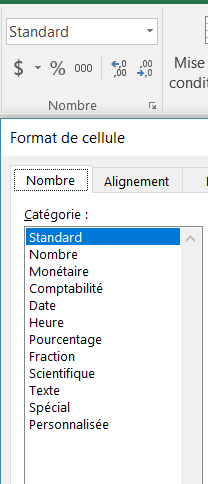 Standard
$ % 000 ,0 ,00 ,00 ,0
Mise
condit
Nombre
Format de cellule
Nombre Alignement
Catégorie :
Standard
Nombre
Monétaire
Comptabilité
Date
Heure
Pourcentage
Fraction
Scientifique
Texte
Spécial
Personnalisée